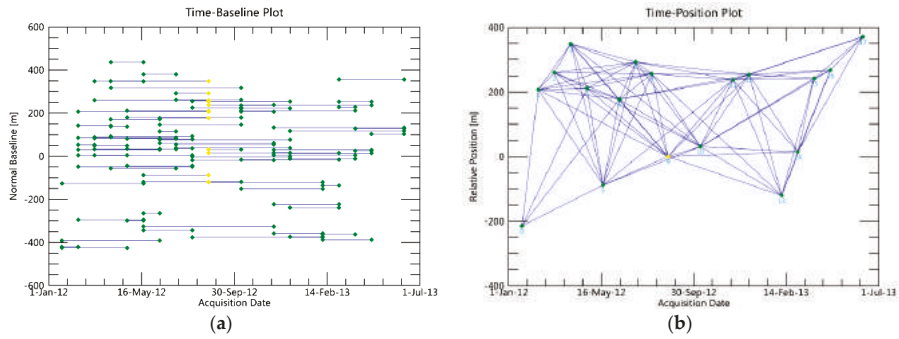 Time-Baseline Plot
600
400
200
0
-200
-400
-600
Normal Baseline [m]
1-Jan-12
16-May-12
30-Sep-12
14-Feb-13
1-Jul-13
Acquisition Date
(a)
Time-Position Plot
400
200
0
-200
-400
Relative Position [m]
1-Jan-12
16-May-12
30-Sep-12
14-Feb-13
1-Jul-13
Acquisition Date
(b)